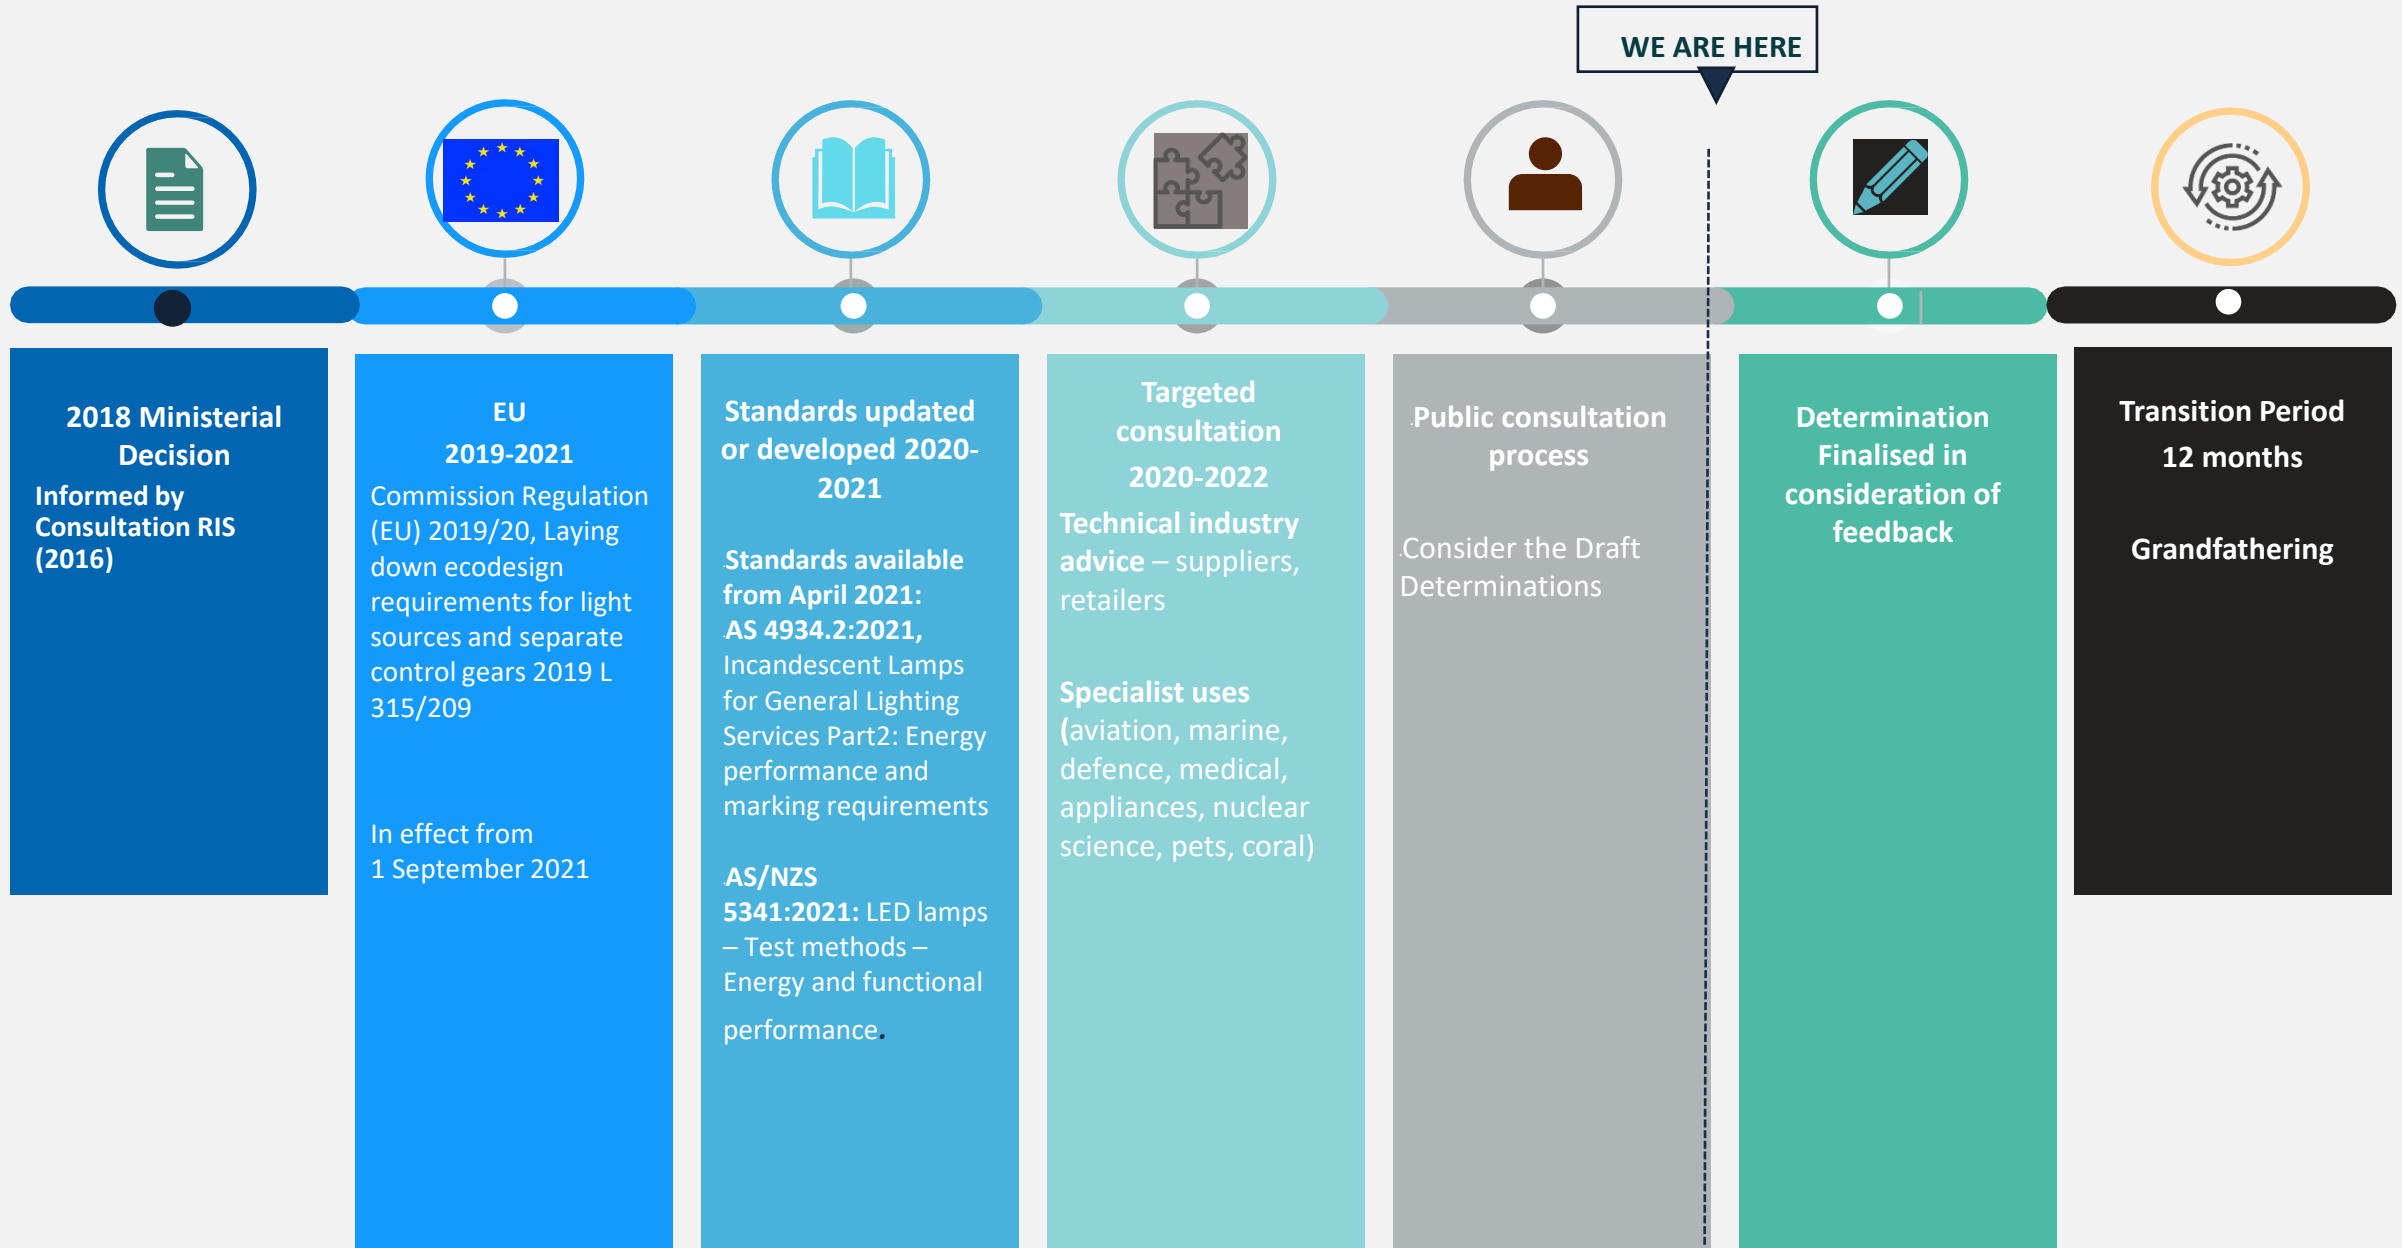 WE ARE HERE
2018 Ministerial
Decision
Informed by
Consultation RIS
(2016)
EU
2019-2021
Commission Regulation
(EU) 2019/20, Laying
down ecodesign
requirements for light
sources and separate
control gears 2019 L
315/209
In effect from
1 September 2021
Standards updated
or developed 2020-
2021
Standards available
from April 2021:
AS 4934.2:2021,
Incandescent Lamps
for General Lighting
Services Part2: Energy
performance and
marking requirements
AS/NZS
5341:2021: LED lamps
– Test methods –
Energy and functional
performance.
Targeted
consultation
2020-2022
Technical industry
advice – suppliers,
retailers
Specialist uses
(aviation, marine,
defence, medical,
appliances, nuclear
science, pets, coral)
Public consultation
process
Consider the Draft
Determinations
Determination
Finalised in
consideration of
feedback
Transition Period
12 months
Grandfathering